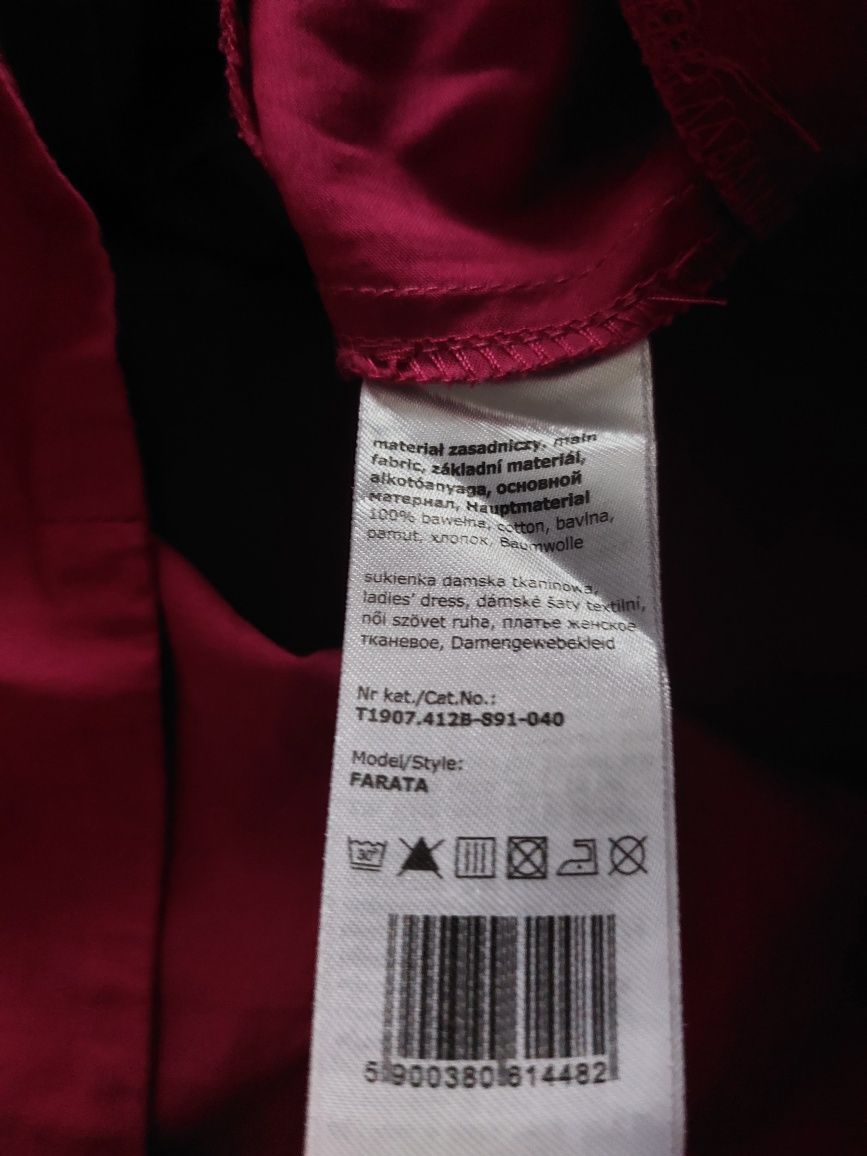 materiał zasadniczy, main
fabric, základní materiál,
alkotóanyaga, основной
материал, Hauptmaterial
100% bawełna, cotton, bavlna,
pamut, хлопок, Baumwolle
sukienka damska tkaninowa,
ladies' dress, dámské šaty textilní,
női szövet ruha, платье женское
тканевое, Damengewebekleid
Nr kat./Cat.No.:
T1907.412B-891-040
Model/Style:
FARATA
30°
5 900380 814482